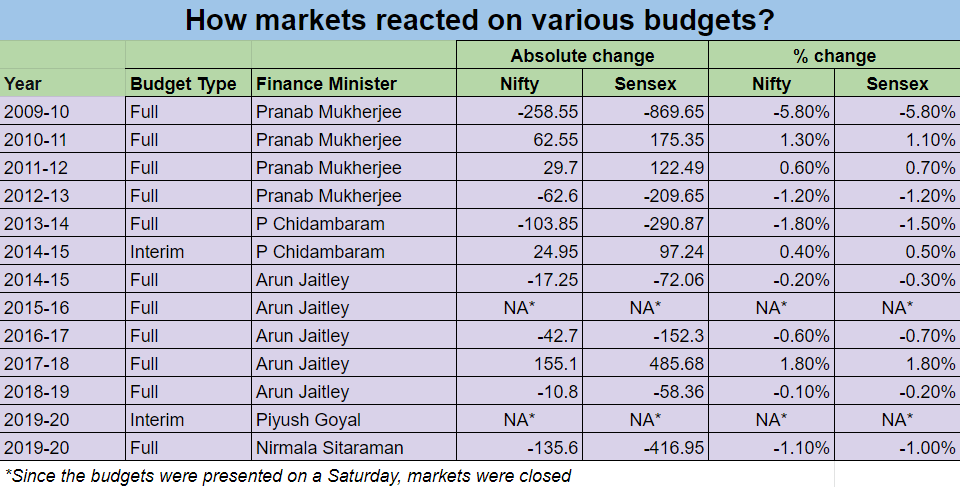 How markets reacted on various budgets?
Absolute change % change
Year Budget Type Finance Minister Nifty Sensex Nifty Sensex
2009-10 Full Pranab Mukherjee -258.55 -869.65 -5.80% -5.80%
2010-11 Full Pranab Mukherjee 62.55 175.35 1.30% 1.10%
2011-12 Full Pranab Mukherjee 29.7 122.49 0.60% 0.70%
2012-13 Full Pranab Mukherjee -62.6 -209.65 -1.20% -1.20%
2013-14 Full P Chidambaram -103.85 -290.87 -1.80% -1.50%
2014-15 Interim P Chidambaram 24.95 97.24 0.40% 0.50%
2014-15 Full Arun Jaitley -17.25 -72.06 -0.20% -0.30%
2015-16 Full Arun Jaitley NA* NA* NA* NA*
2016-17 Full Arun Jaitley -42.7 -152.3 -0.60% -0.70%
2017-18 Full Arun Jaitley 155.1 485.68 1.80% 1.80%
2018-19 Full Arun Jaitley -10.8 -58.36 -0.10% -0.20%
2019-20 Interim Piyush Goyal NA* NA* NA* NA*
2019-20 Full Nirmala Sitaraman -135.6 -416.95 -1.10% -1.00%
*Since the budgets were presented on a Saturday, markets were closed